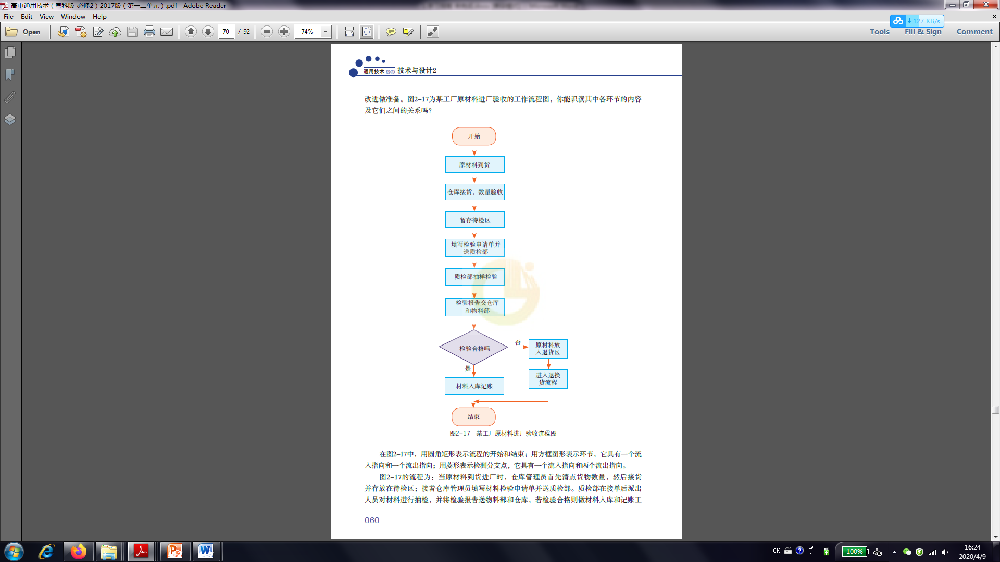 高中通用技术（粤科版-必修2）2017版（第一二单元）.pdf - Adobe Reader
File Edit View Window Help
127 KB/s
Open
70 / 92
74%
Tools Fill & Sign Comment
通用技术 技术与设计2
改进做准备。图2-17为某工厂原材料进厂验收的工作流程图，你能识读其中各环节的内容
及它们之间的关系吗？
开始
原材料到货
仓库接货，数量验收
暂存待检区
填写检验申请单并
送质检部
质检部抽样检验
检验报告交仓库
和物料部
检验合格吗
否
原材料放
入退货区
是
进入退换
货流程
材料入库记账
结束
图2-17 某工厂原材料进厂验收流程图
在图2-17中，用圆角矩形表示流程的开始和结束；用方框图形表示环节，它具有一个流
入指向和一个流出指向；用菱形表示检测分支点，它具有一个流入指向和两个流出指向。
图2-17的流程为：当原材料到货进厂时，仓库管理员首先清点货物数量，然后接货
并存放在待检区；接着仓库管理员填写材料检验申请单并送质检部。质检部在接单后派出
人员对材料进行抽检，并将检验报告送物料部和仓库，若检验合格则做材料入库和记账工
060
CH
100%
16:24
2020/4/9